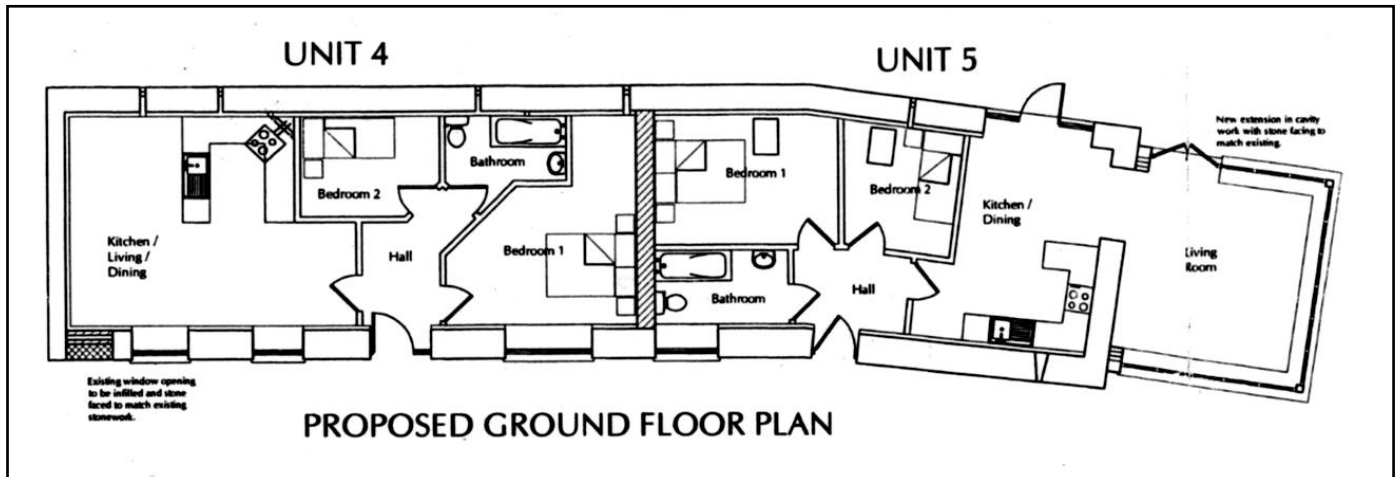 UNIT 4
UNIT 5
New extension in cavity
work with stone facing to
match existing.
Bathroom
Bedroom 2
Bedroom 1
Bedroom 2
Kitchen /
Dining
Kitchen /
Living /
Dining
Hall
Bedroom 1
Living
Room
Bathroom
Hall
Existing window opening
to be infilled and stone
faced to match existing
stonework.
PROPOSED GROUND FLOOR PLAN